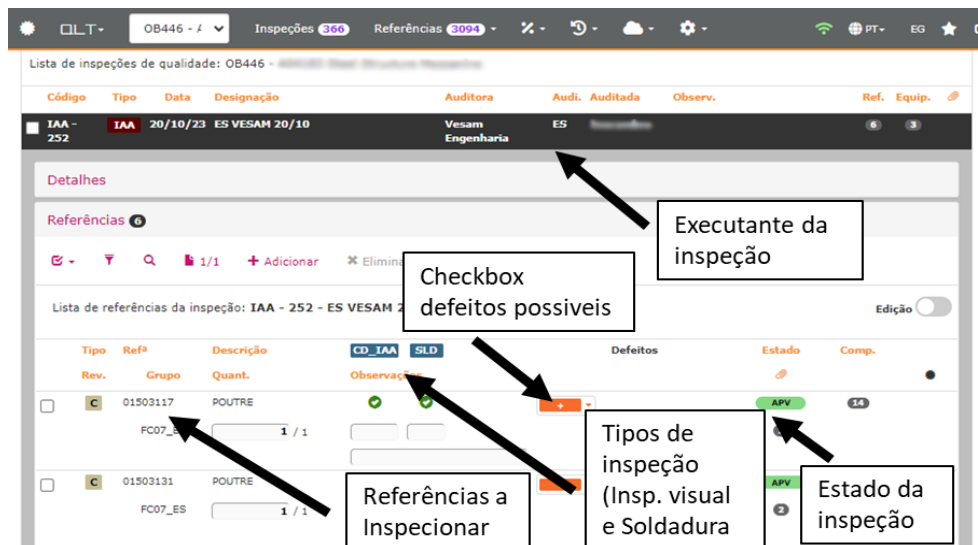 QLT
OB446 - A
Inspeções 366
Referências 3094
PT
EG
Lista de inspeções de qualidade: OB446 -
Código Tipo Data Designação Auditora Audi. Auditada Observ. Ref. Equip.
IAA - 252 IAA 20/10/23 ES VESAM 20/10 Vesam Engenharia ES 6 3
Detalhes
Referências 6
1/1 + Adicionar ✖ Elimina
Lista de referências da inspeção: IAA - 252 - ES VESAM 2
Edição
Executante da
inspeção
Checkbox
defeitos possiveis
Tipo Refª Descrição CD_IAA SLD Defeitos Estado Comp.
Rev. Grupo Quant. Observações
C 01503117 POUTRE + APV 14
1 / 1
C 01503131 POUTRE APV
FC07_ES 1 / 1 2
Referências a
Inspecionar
Tipos de
inspeção
(Insp. visual
e Soldadura
Estado da
inspeção